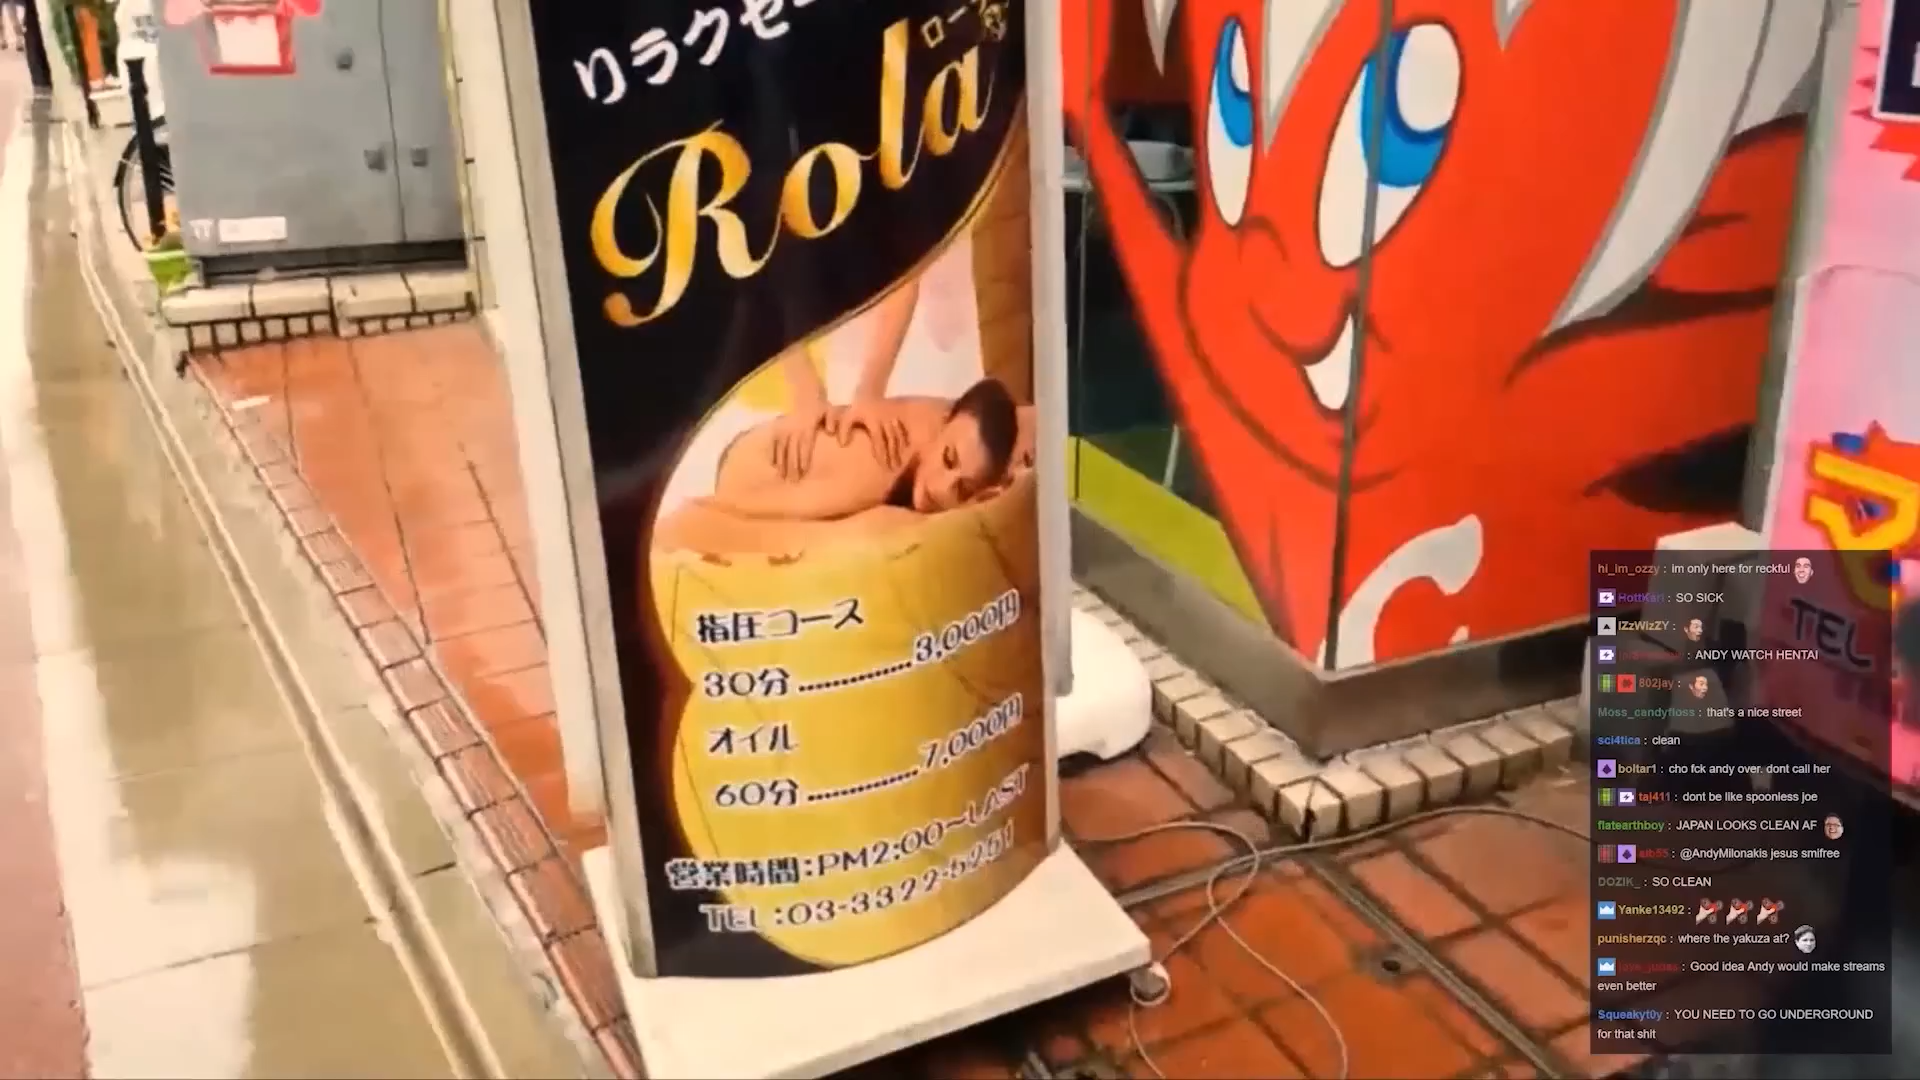 リラクゼー
ロー
Rola
指圧コース
30分............3,000円
オイル
60分............7,000円
営業時間:PM2:00~LAST
TEL:03-3322-5251
C
TEL
hi_im_ozzy : im only here for reckful
HottKarl : SO SICK
IZzWizZY :
: ANDY WATCH HENTAI
802jay :
Moss_candyfloss : that's a nice street
sci4tica : clean
boltar1 : cho fck andy over. dont call her
taj411 : dont be like spoonless joe
flatearthboy : JAPAN LOOKS CLEAN AF
aib55 : @AndyMilonakis jesus smifree
DOZIK_ : SO CLEAN
Yanke13492 :
punisherzqc : where the yakuza at?
: Good idea Andy would make streams
even better
Squeakyt0y : YOU NEED TO GO UNDERGROUND
for that shit